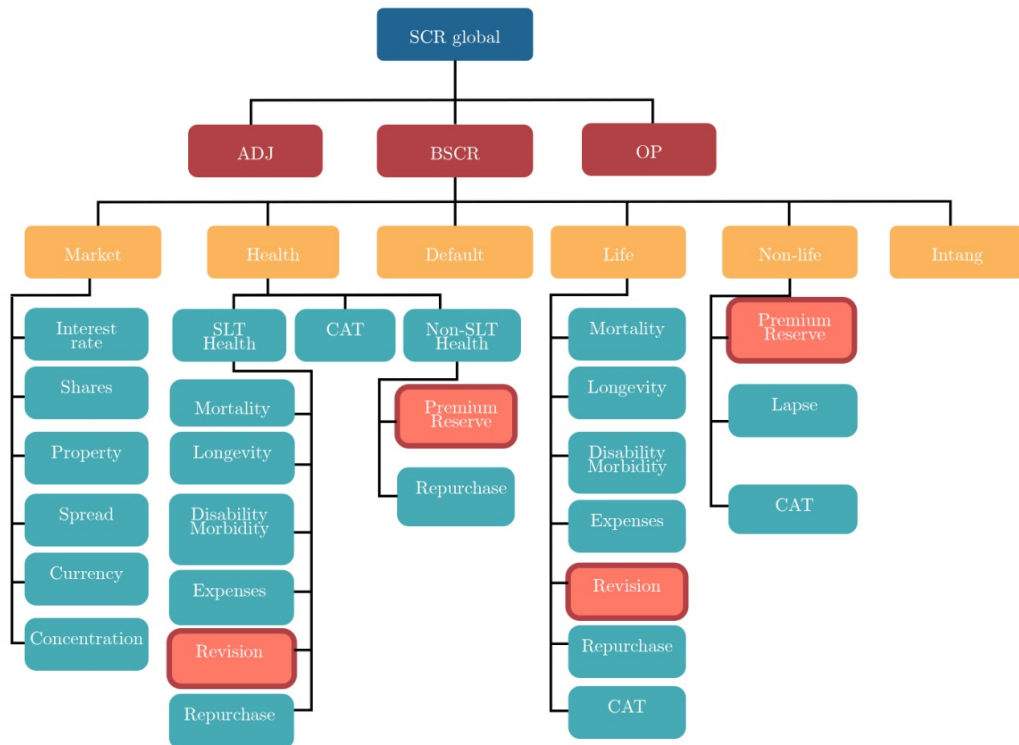 SCR global
ADJ
BSCR
OP
Market
Health
Default
Life
Non-life
Intang
Interest
rate
Shares
Property
Spread
Currency
Concentration
SLT
Health
CAT
Non-SLT
Health
Mortality
Longevity
Disability
Morbidity
Expenses
Revision
Repurchase
Premium
Reserve
Repurchase
Mortality
Longevity
Disability
Morbidity
Expenses
Revision
Repurchase
CAT
Premium
Reserve
Lapse
CAT